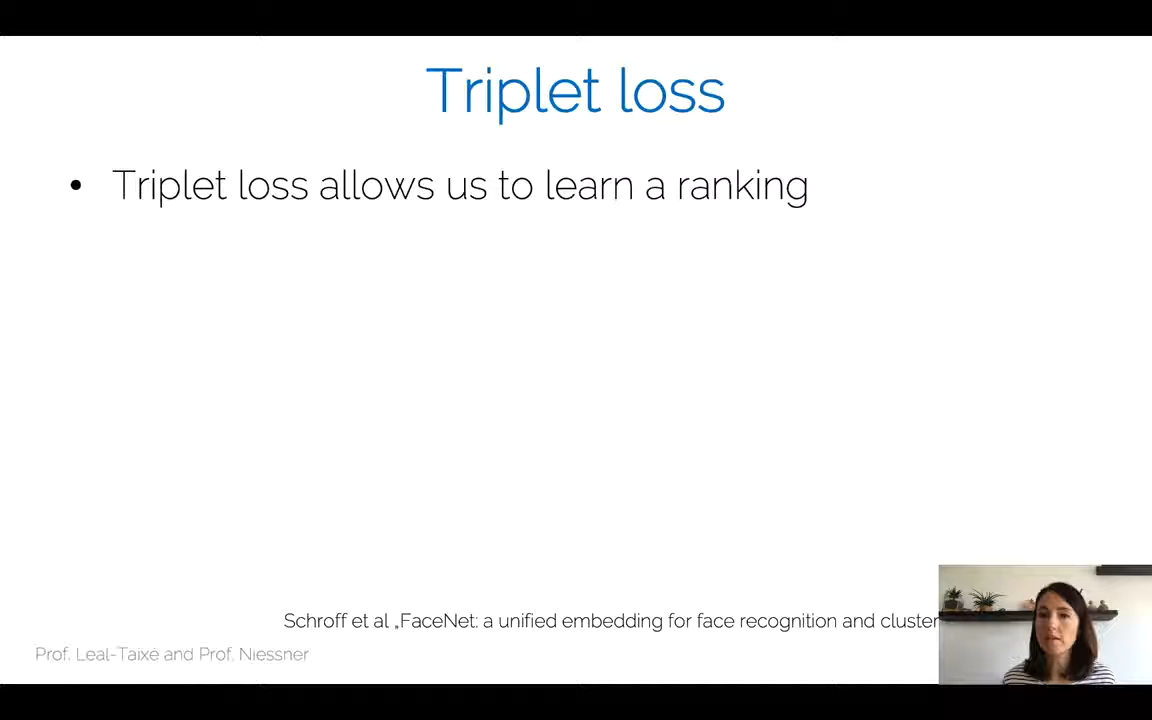 Triplet loss
• Triplet loss allows us to learn a ranking
Schroff et al „FaceNet: a unified embedding for face recognition and cluster
Prof. Leal-Taixé and Prof. Niessner